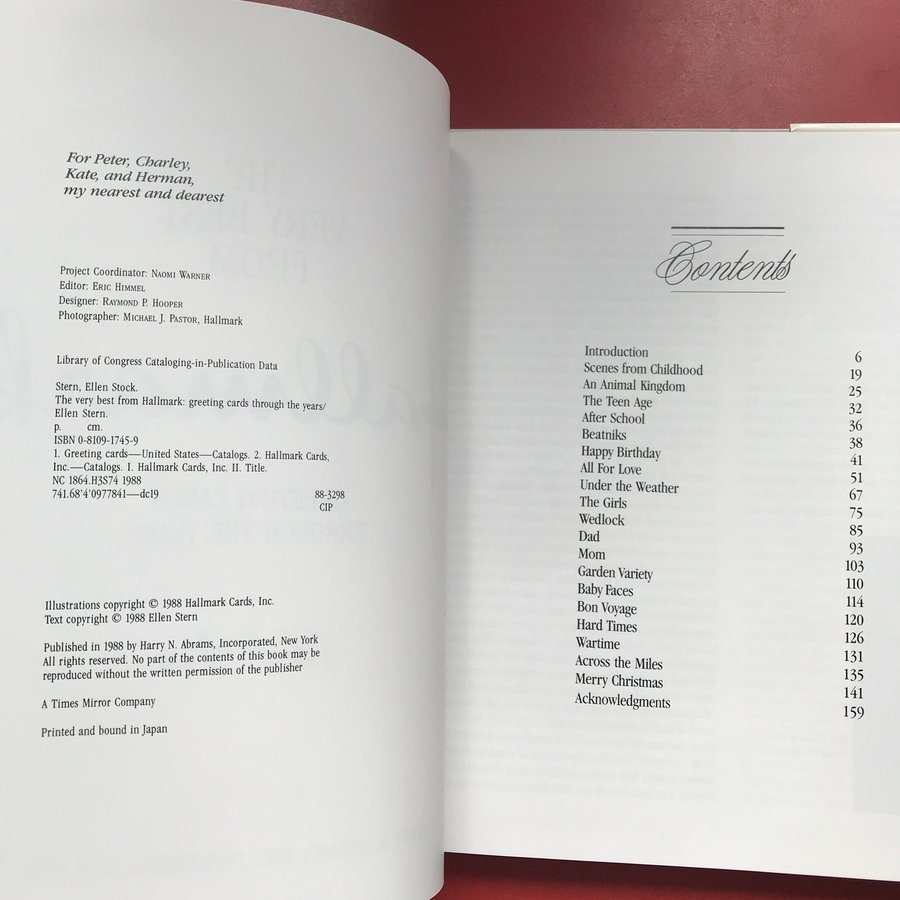 For Peter, Charley,
Kate, and Herman,
my nearest and dearest
Project Coordinator: Naomi Warner
Editor: Eric Himmel
Designer: Raymond P. Hooper
Photographer: Michael J. Pastor, Hallmark
Library of Congress Cataloging-in-Publication Data
Stern, Ellen Stock.
The very best from Hallmark: greeting cards through the years/
Ellen Stern.
p. cm.
ISBN 0-8109-1745-9
1. Greeting cards—United States—Catalogs. 2. Hallmark Cards,
Inc.—Catalogs. I. Hallmark Cards, Inc. II. Title.
NC 1864.H3S74 1988
741.68'4'0977841—dc19 88-3298
CIP
Illustrations copyright © 1988 Hallmark Cards, Inc.
Text copyright © 1988 Ellen Stern
Published in 1988 by Harry N. Abrams, Incorporated, New York
All rights reserved. No part of the contents of this book may be
reproduced without the written permission of the publisher
A Times Mirror Company
Printed and bound in Japan
Contents
Introduction 6
Scenes from Childhood 19
An Animal Kingdom 25
The Teen Age 32
After School 36
Beatniks 38
Happy Birthday 41
All For Love 51
Under the Weather 67
The Girls 75
Wedlock 85
Dad 93
Mom 103
Garden Variety 110
Baby Faces 114
Bon Voyage 120
Hard Times 126
Wartime 131
Across the Miles 135
Merry Christmas 141
Acknowledgments 159